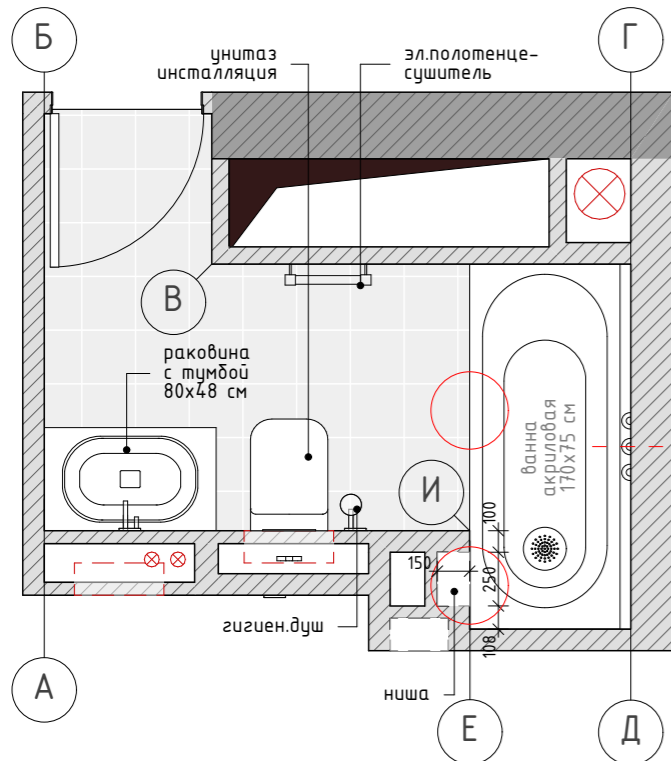 Б
Г
унитаз
инсталляция
эл.полотенце-
сушитель
В
раковина
с тумбой
80х48 см
ванна
акриловая
170х75 см
И
100
150
250
108
гигиен.душ
ниша
А
Е
Д